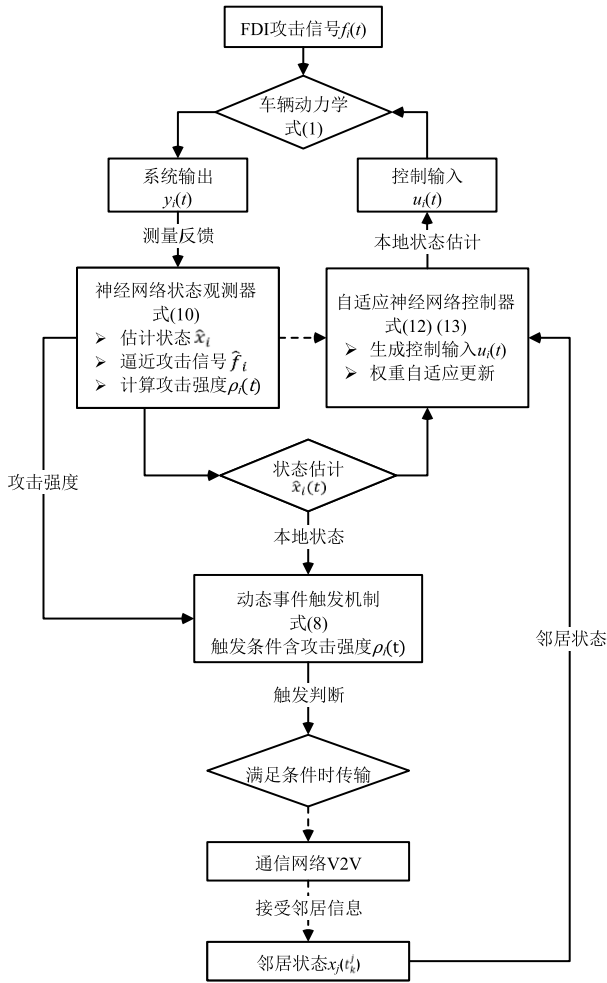 FDI攻击信号fᵢ(t)
车辆动力学
式(1)
系统输出
yᵢ(t)
控制输入
uᵢ(t)
测量反馈
本地状态估计
神经网络状态观测器
式(10)
➢ 估计状态x̂ᵢ
➢ 逼近攻击信号f̂ᵢ
➢ 计算攻击强度ρᵢ(t)
自适应神经网络控制器
式(12) (13)
➢ 生成控制输入uᵢ(t)
➢ 权重自适应更新
攻击强度
状态估计
x̂ᵢ(t)
本地状态
动态事件触发机制
式(8)
触发条件含攻击强度ρᵢ(t)
邻居状态
触发判断
满足条件时传输
通信网络V2V
接受邻居信息
邻居状态xⱼ(tₖʲ)